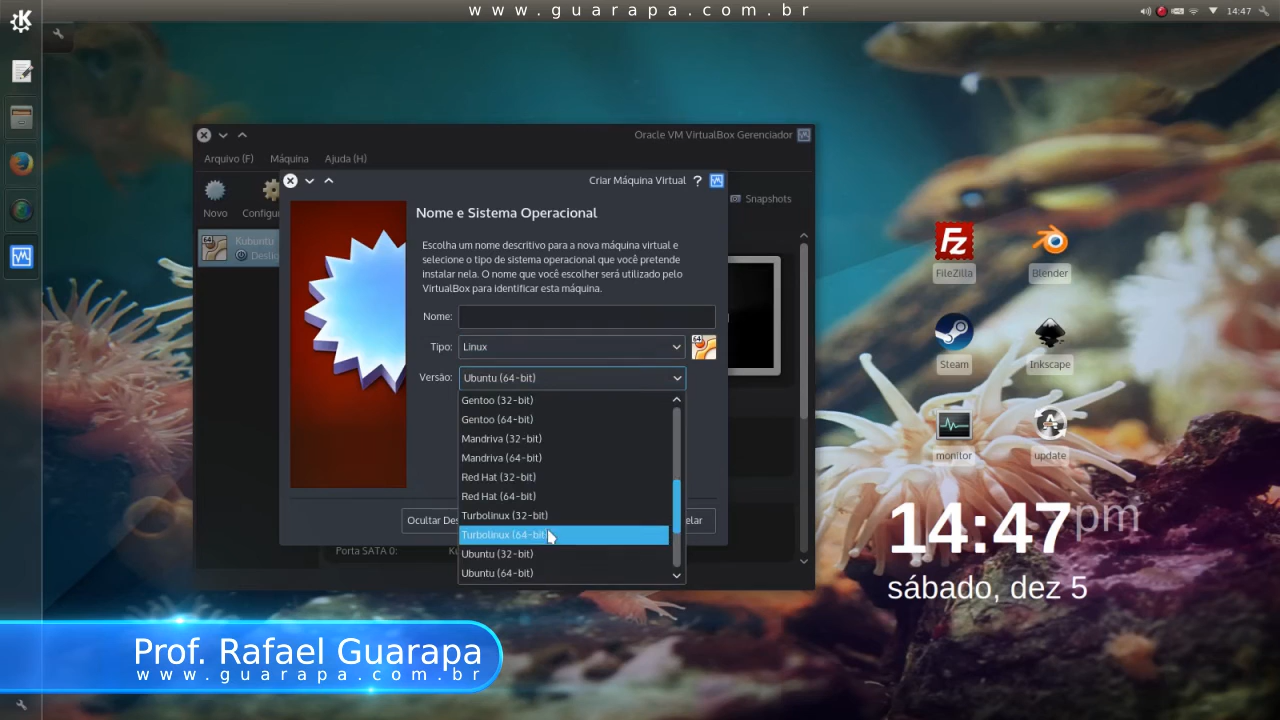 www.guarapa.com.br
14:47
Oracle VM VirtualBox Gerenciador
Arquivo (F) Máquina Ajuda (H)
Criar Máquina Virtual ?
Novo
Snapshots
64
Kubuntu
Nome e Sistema Operacional
Escolha um nome descritivo para a nova máquina virtual e
selecione o tipo de sistema operacional que você pretende
instalar nela. O nome que você escolher será utilizado pelo
VirtualBox para identificar esta máquina.
Nome:
Tipo: Linux
64
Versão: Ubuntu (64-bit)
Gentoo (32-bit)
Gentoo (64-bit)
Mandriva (32-bit)
Mandriva (64-bit)
Red Hat (32-bit)
Red Hat (64-bit)
Turbolinux (32-bit)
Turbolinux (64-bit)
Ubuntu (32-bit)
Ubuntu (64-bit)
Ocultar
Porta SATA 0:
Fz
FileZilla
Blender
Steam
Inkscape
monitor
update
14:47 pm
sábado, dez 5
Prof. Rafael Guarapa
www.guarapa.com.br